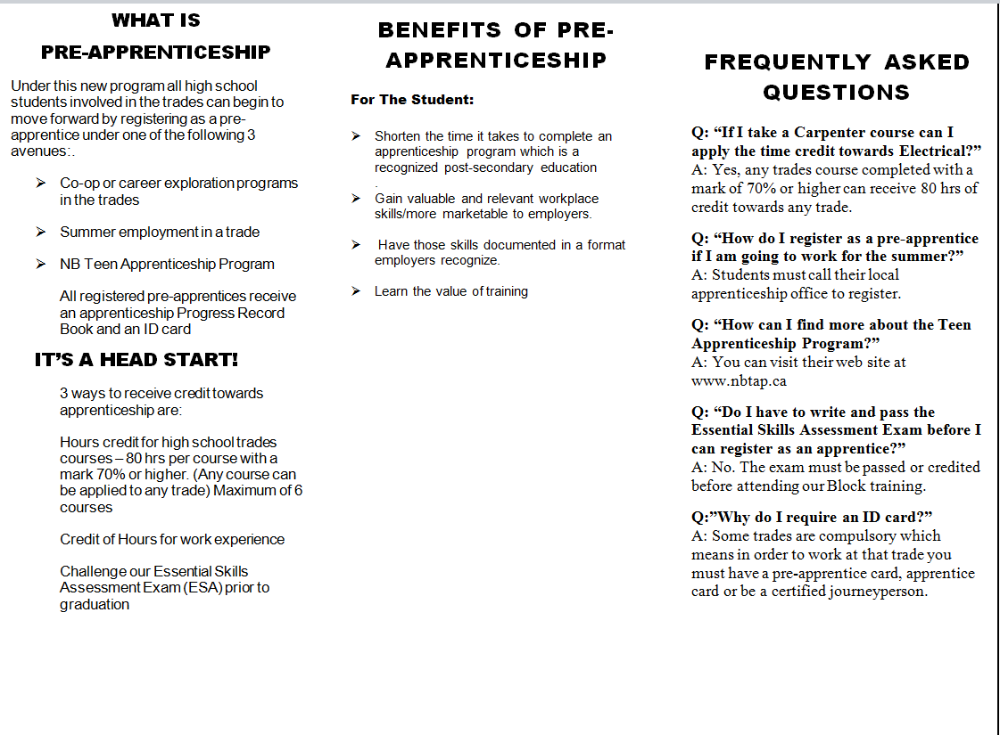 WHAT IS
PRE-APPRENTICESHIP
Under this new program all high school
students involved in the trades can begin to
move forward by registering as a pre-
apprentice under one of the following 3
avenues:.
➢ Co-op or career exploration programs
in the trades
➢ Summer employment in a trade
➢ NB Teen Apprenticeship Program
All registered pre-apprentices receive
an apprenticeship Progress Record
Book and an ID card
IT’S A HEAD START!
3 ways to receive credit towards
apprenticeship are:
Hours credit for high school trades
courses – 80 hrs per course with a
mark 70% or higher. (Any course can
be applied to any trade) Maximum of 6
courses
Credit of Hours for work experience
Challenge our Essential Skills
Assessment Exam (ESA) prior to
graduation
BENEFITS OF PRE-
APPRENTICESHIP
For The Student:
➢ Shorten the time it takes to complete an
apprenticeship program which is a
recognized post-secondary education
.
➢ Gain valuable and relevant workplace
skills/more marketable to employers.
➢ Have those skills documented in a format
employers recognize.
➢ Learn the value of training
FREQUENTLY ASKED
QUESTIONS
Q: “If I take a Carpenter course can I
apply the time credit towards Electrical?”
A: Yes, any trades course completed with a
mark of 70% or higher can receive 80 hrs of
credit towards any trade.
Q: “How do I register as a pre-apprentice
if I am going to work for the summer?”
A: Students must call their local
apprenticeship office to register.
Q: “How can I find more about the Teen
Apprenticeship Program?”
A: You can visit their web site at
www.nbtap.ca
Q: “Do I have to write and pass the
Essential Skills Assessment Exam before I
can register as an apprentice?”
A: No. The exam must be passed or credited
before attending our Block training.
Q:”Why do I require an ID card?”
A: Some trades are compulsory which
means in order to work at that trade you
must have a pre-apprentice card, apprentice
card or be a certified journeyperson.